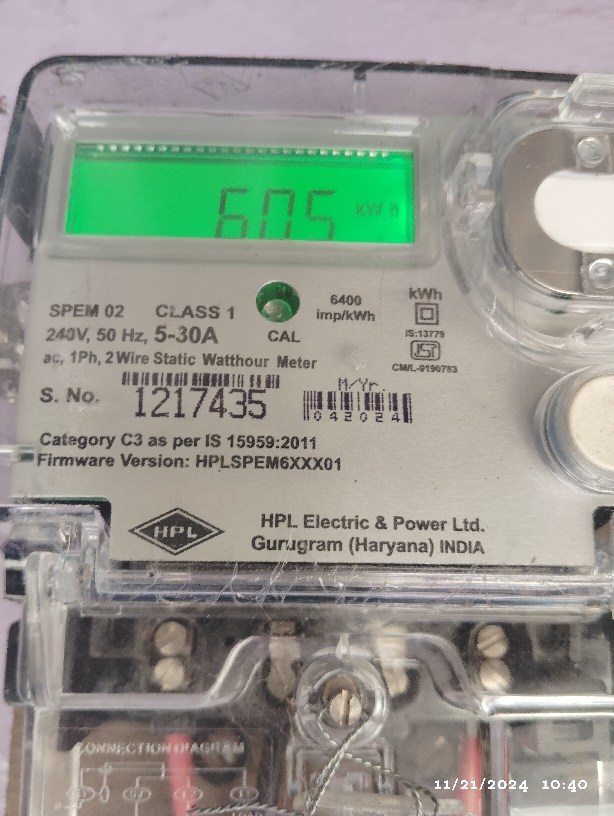 605 kWh
SPEM 02 CLASS 1
240V, 50 Hz, 5-30A
ac, 1Ph, 2 Wire Static Watthour Meter
CAL
6400
imp/kWh
kWh
IS:13779
ISI
CM/L-9190783
S. No. 1217435
M/Yr.
042024
Category C3 as per IS 15959:2011
Firmware Version: HPLSPEM6XXX01
HPL
HPL Electric & Power Ltd.
Gurugram (Haryana) INDIA
CONNECTION DIAGRAM
11/21/2024 10:40